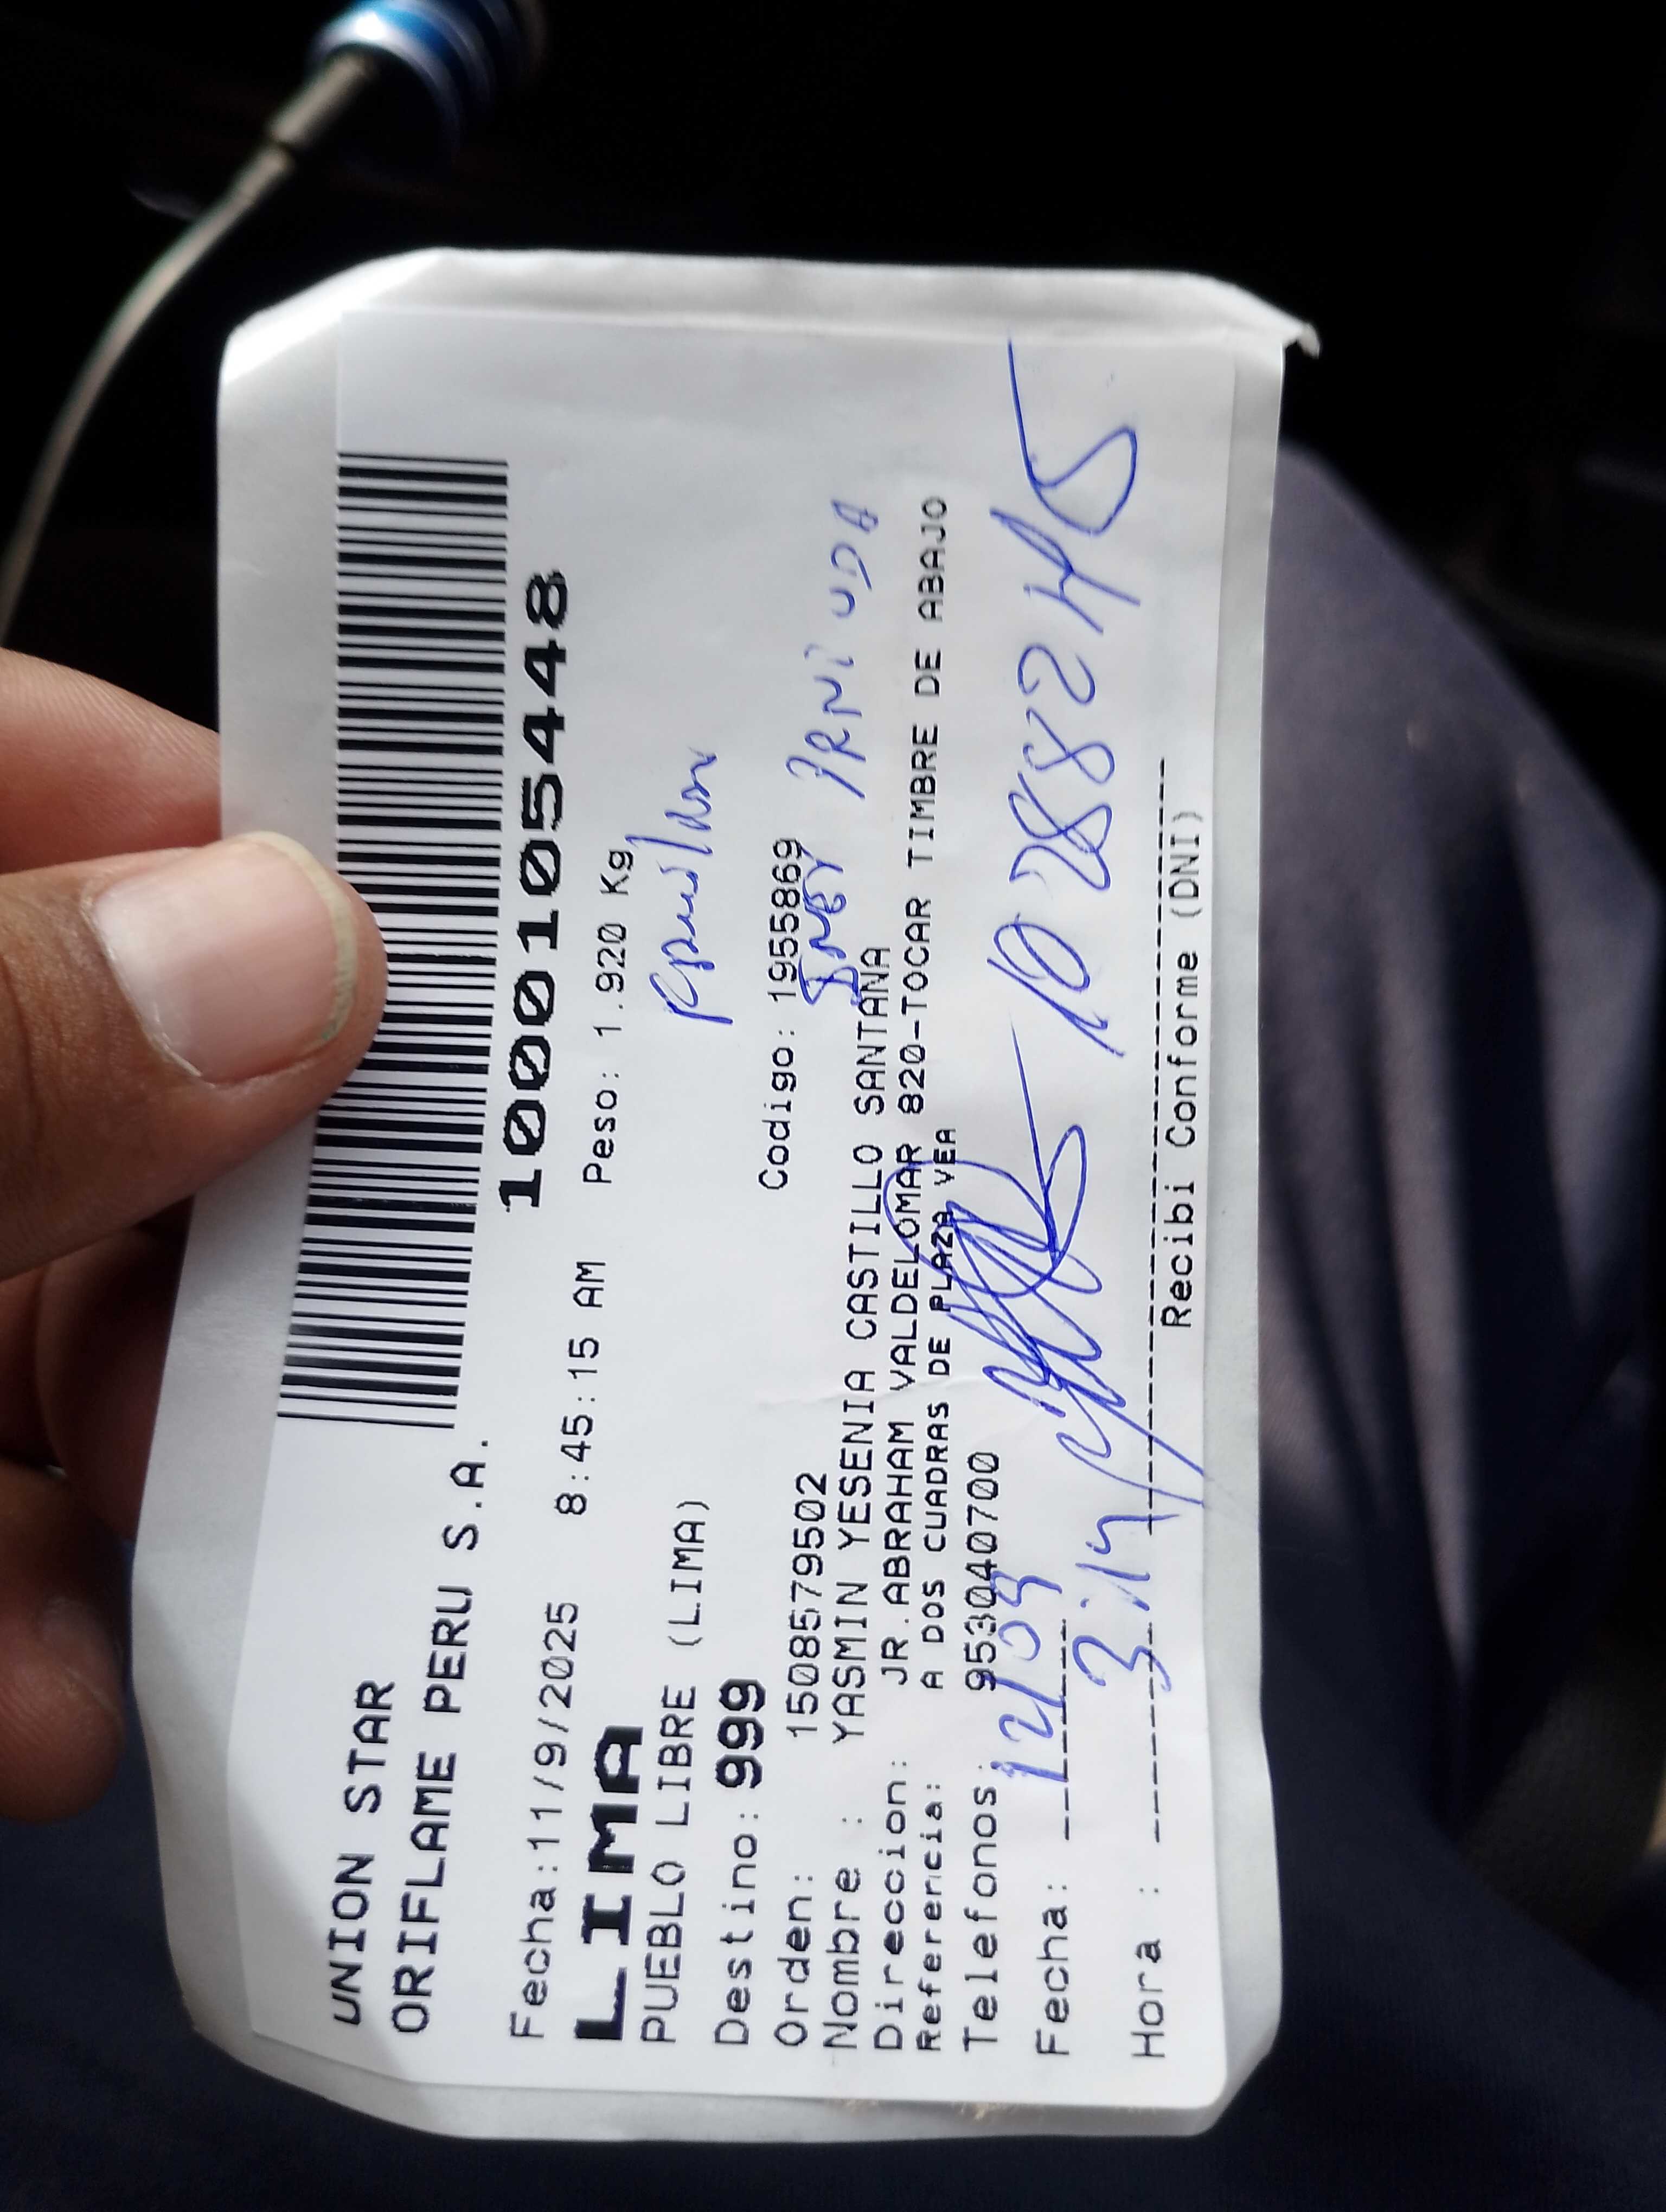 UNION STAR
ORIFLAME PERU S.A.
10001054​48
Fecha:11/9/2025 8:45:15 AM Peso: 1.920 Kg
LIMA
PUEBLO LIBRE (LIMA)
Destino: 999 Codigo: 1955869
Orden: 1508579502
Nombre : YASMIN YESENIA CASTILLO SANTANA
Direccion: JR.ABRAHAM VALDELOMAR 820-TOCAR TIMBRE DE ABAJO
Referencia: A DOS CUADRAS DE PLAZA VEA
Telefonos: 953040700
Fecha: 12/09 10288245
Hora : 3:14
Recibi Conforme (DNI)